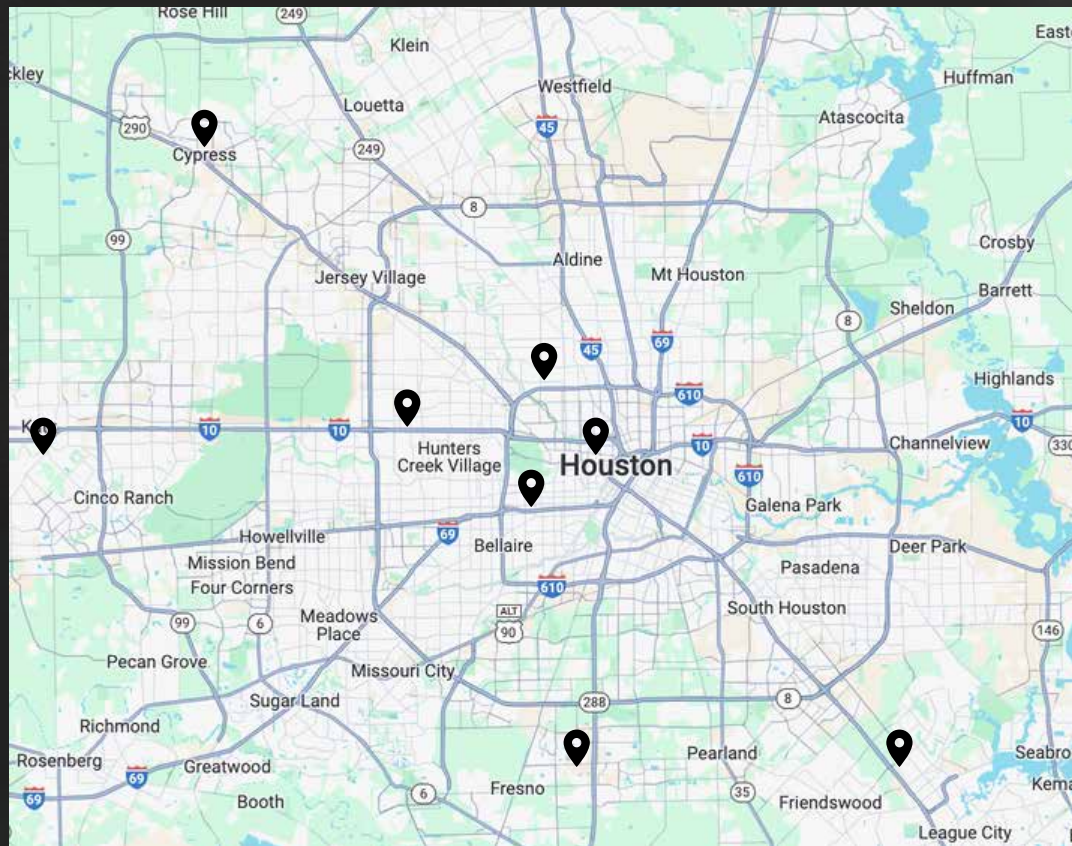 Rose Hill
249
Klein
Westfield
Huffman
ckley
Louetta
Atascocita
290
45
Cypress
249
8
99
Aldine
Crosby
Jersey Village
Mt Houston
Barrett
Sheldon
8
45
69
Highlands
610
10
10
10
10
330
Hunters
Creek Village
Channelview
Houston
610
Cinco Ranch
Galena Park
Howellville
69
Bellaire
Deer Park
Mission Bend
Pasadena
Four Corners
610
Meadows
Place
ALT
90
South Houston
99
6
146
Pecan Grove
Missouri City
Sugar Land
288
8
Richmond
Rosenberg
Greatwood
Pearland
Seabro
69
69
Booth
6
Fresno
35
Friendswood
Kema
League City